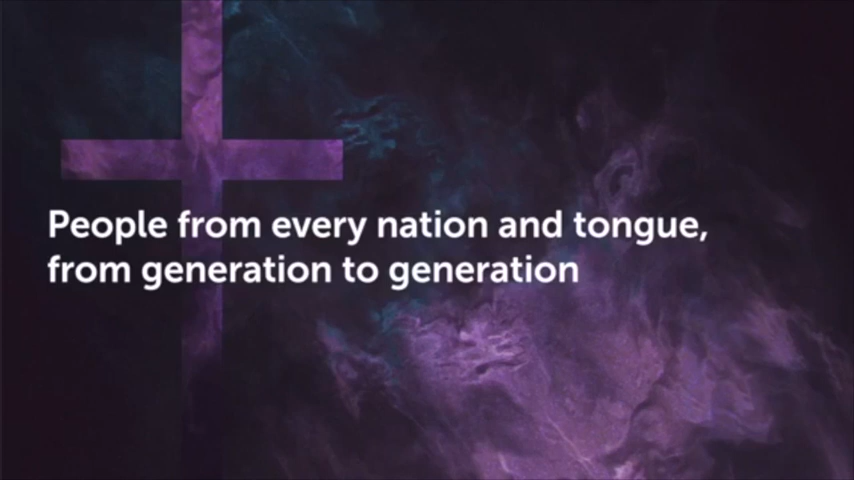 People from every nation and tongue,
from generation to generation